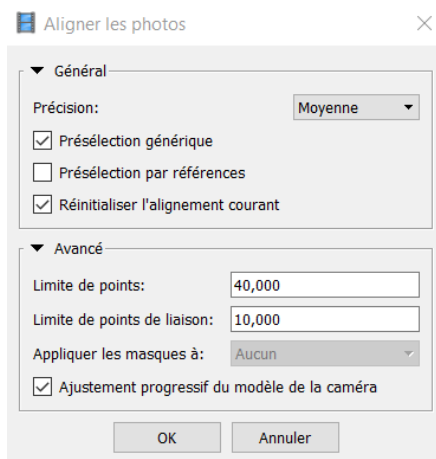 Aligner les photos
Général
Précision: Moyenne
Présélection générique
Présélection par références
Réinitialiser l'alignement courant
Avancé
Limite de points: 40,000
Limite de points de liaison: 10,000
Appliquer les masques à: Aucun
Ajustement progressif du modèle de la caméra
OK Annuler